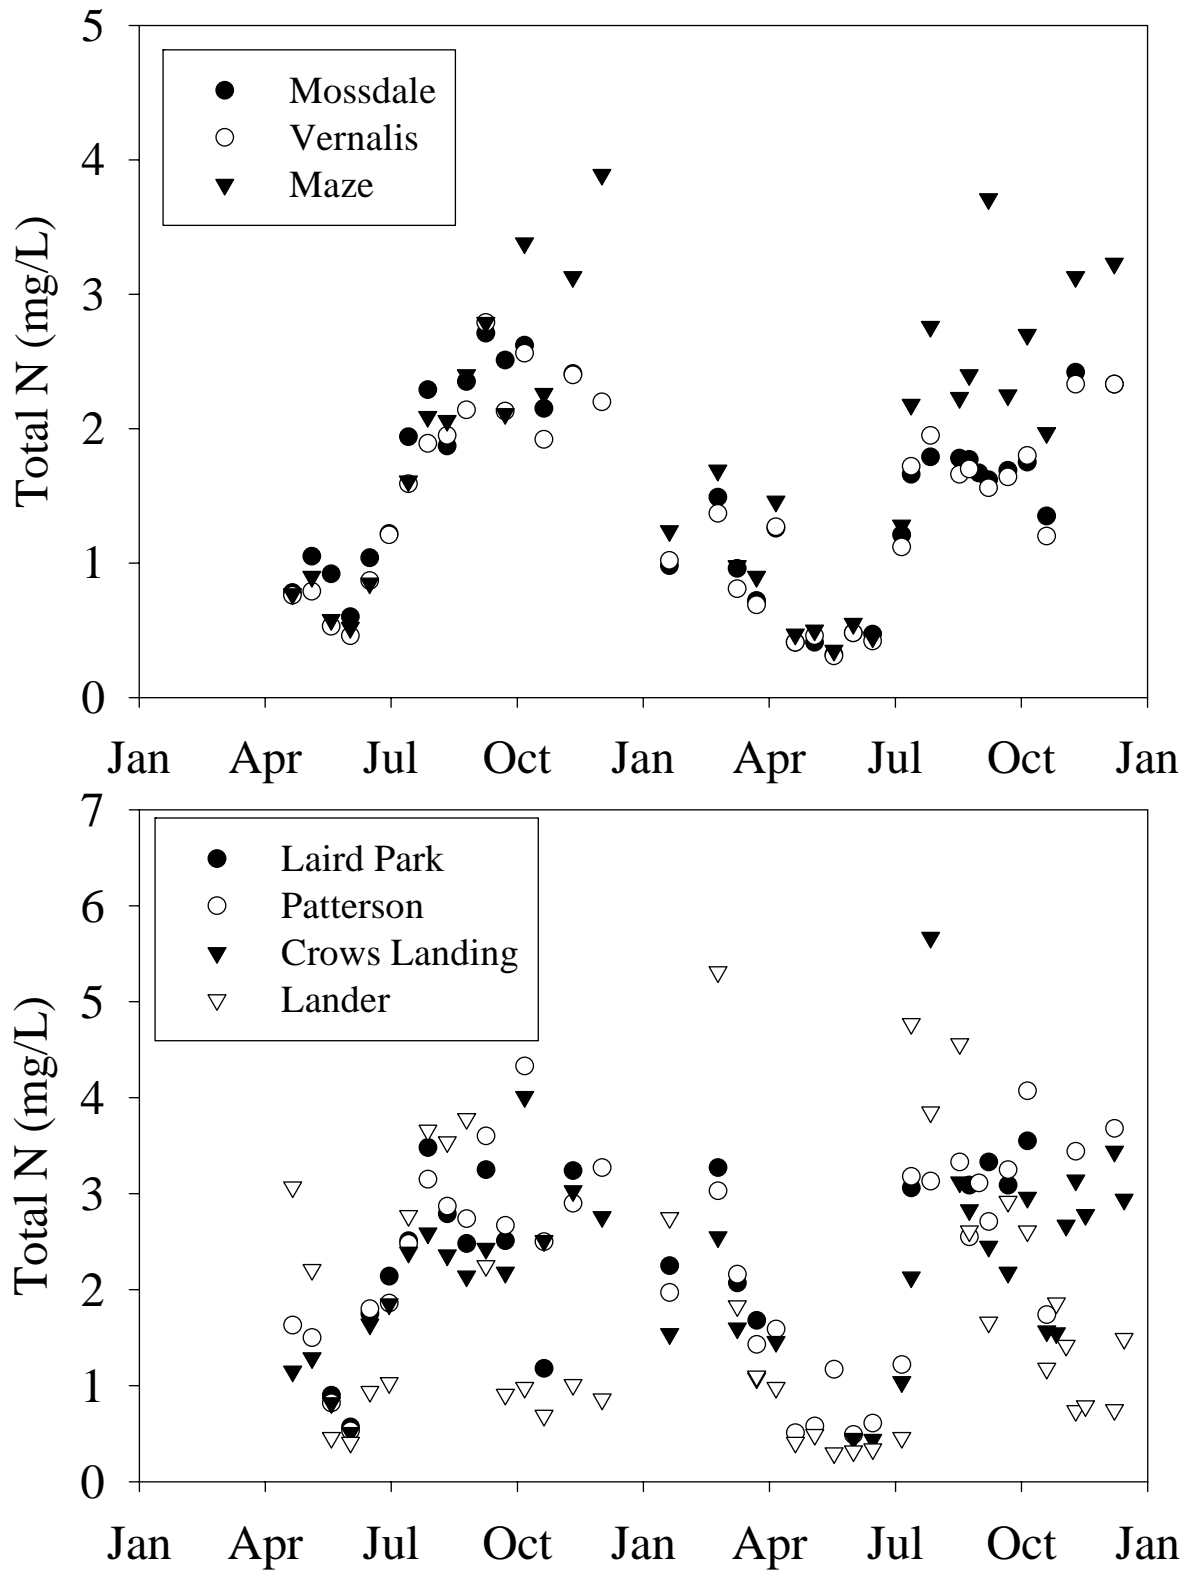 5
4
3
2
1
0
Total N (mg/L)
Mossdale
Vernalis
Maze
Jan Apr Jul Oct Jan Apr Jul Oct Jan
7
6
5
4
3
2
1
0
Total N (mg/L)
Laird Park
Patterson
Crows Landing
Lander
Jan Apr Jul Oct Jan Apr Jul Oct Jan